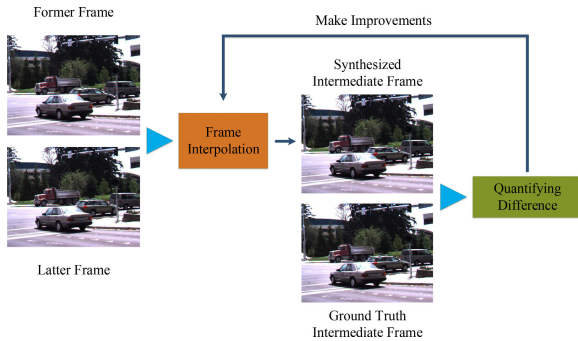 Former Frame
Make Improvements
Synthesized
Intermediate Frame
Frame
Interpolation
Quantifying
Difference
Latter Frame
Ground Truth
Intermediate Frame